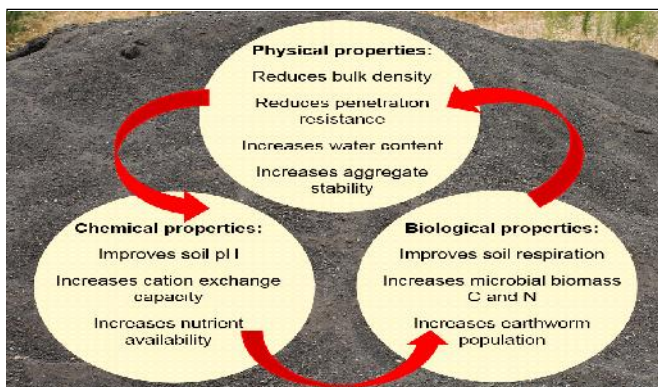 Physical properties:
Reduces bulk density
Reduces penetration
resistance
Increases water content
Increases aggregate
stability
Chemical properties:
Improves soil pH
Increases cation exchange
capacity
Increases nutrient
availability
Biological properties:
Improves soil respiration
Increases microbial biomass
C and N
Increases earthworm
population